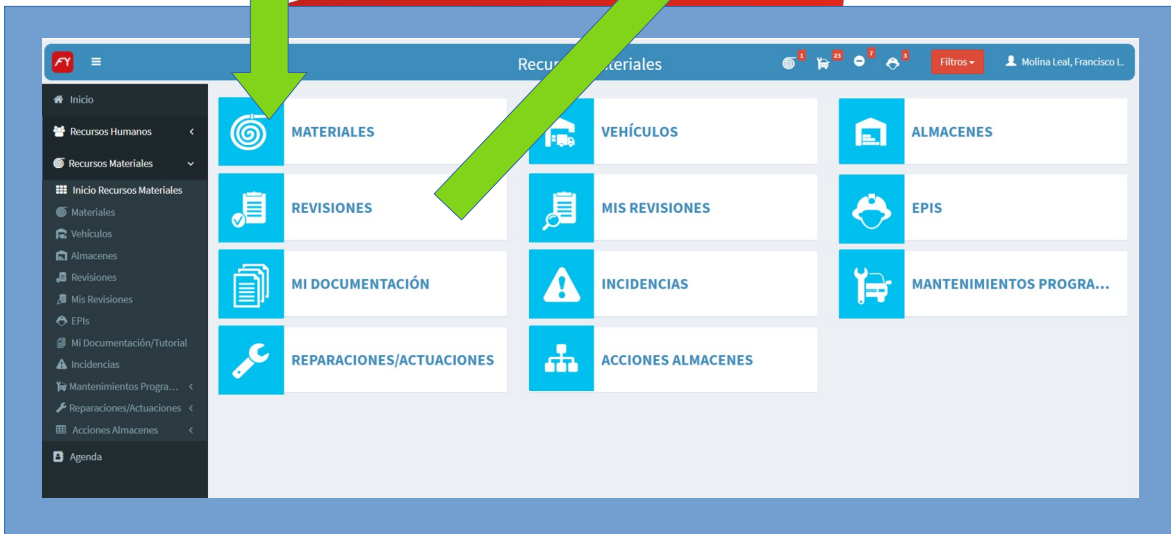 FY
Recur teriales
1
23
7
3
Filtros
Molina Leal, Francisco L.
Inicio
Recursos Humanos
Recursos Materiales
Inicio Recursos Materiales
Materiales
Vehículos
Almacenes
Revisiones
Mis Revisiones
EPIs
Mi Documentación/Tutorial
Incidencias
Mantenimientos Progra...
Reparaciones/Actuaciones
Acciones Almacenes
Agenda
MATERIALES
VEHÍCULOS
ALMACENES
REVISIONES
MIS REVISIONES
EPIS
MI DOCUMENTACIÓN
INCIDENCIAS
MANTENIMIENTOS PROGRA...
REPARACIONES/ACTUACIONES
ACCIONES ALMACENES